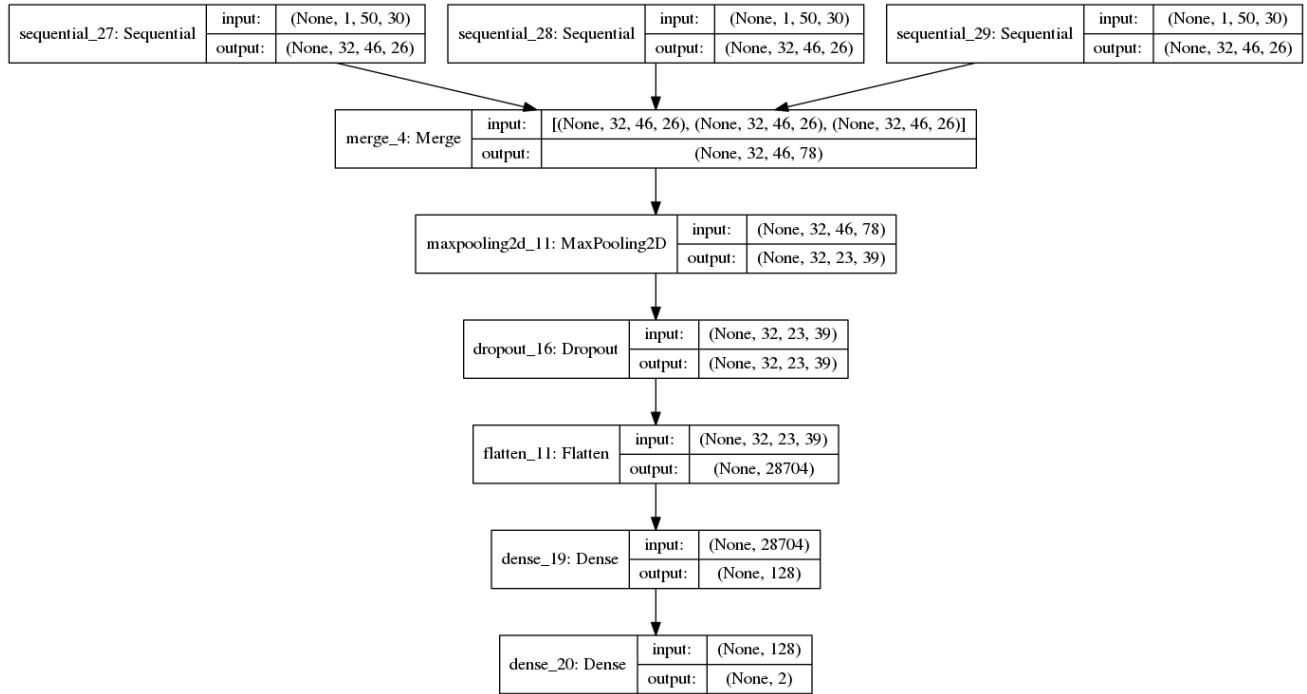 sequential_27: Sequential
input: (None, 1, 50, 30)
output: (None, 32, 46, 26)
sequential_28: Sequential
input: (None, 1, 50, 30)
output: (None, 32, 46, 26)
sequential_29: Sequential
input: (None, 1, 50, 30)
output: (None, 32, 46, 26)
merge_4: Merge
input: [(None, 32, 46, 26), (None, 32, 46, 26), (None, 32, 46, 26)]
output: (None, 32, 46, 78)
maxpooling2d_11: MaxPooling2D
input: (None, 32, 46, 78)
output: (None, 32, 23, 39)
dropout_16: Dropout
input: (None, 32, 23, 39)
output: (None, 32, 23, 39)
flatten_11: Flatten
input: (None, 32, 23, 39)
output: (None, 28704)
dense_19: Dense
input: (None, 28704)
output: (None, 128)
dense_20: Dense
input: (None, 128)
output: (None, 2)